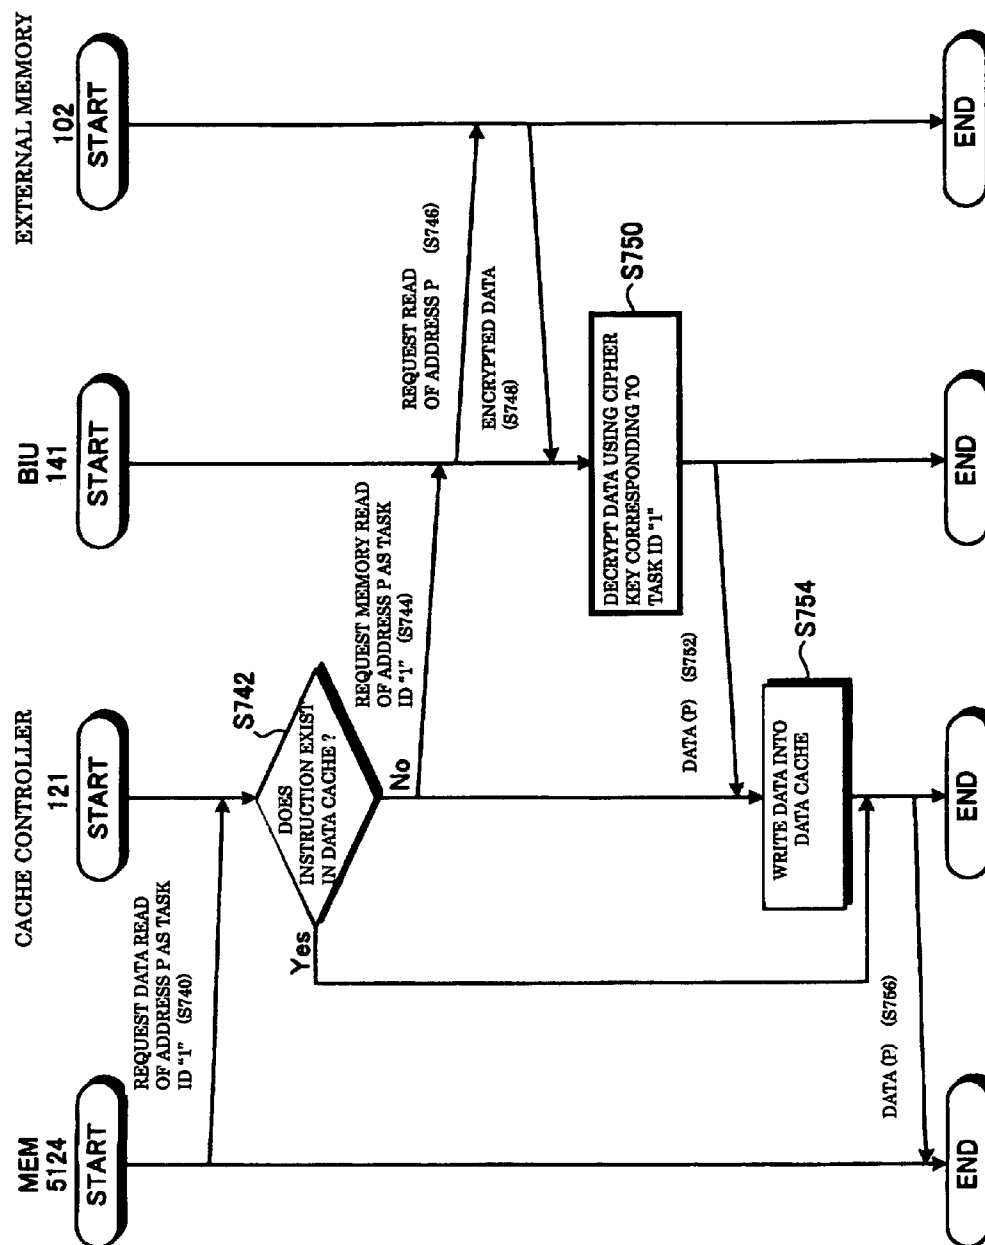 EXTERNAL MEMORY
102
START
BIU
141
START
CACHE CONTROLLER
121
START
MEM
5124
START
REQUEST DATA READ
OF ADDRESS P AS TASK
ID "1" (S740)
S742
DOES
INSTRUCTION EXIST
IN DATA CACHE ?
Yes
No
REQUEST MEMORY READ
OF ADDRESS P AS TASK
ID "1" (S744)
REQUEST READ
OF ADDRESS P (S746)
ENCRYPTED DATA
(S748)
S750
DECRYPT DATA USING CIPHER
KEY CORRESPONDING TO
TASK ID "1"
DATA (P) (S752)
S754
WRITE DATA INTO
DATA CACHE
DATA (P) (S756)
END
END
END
END